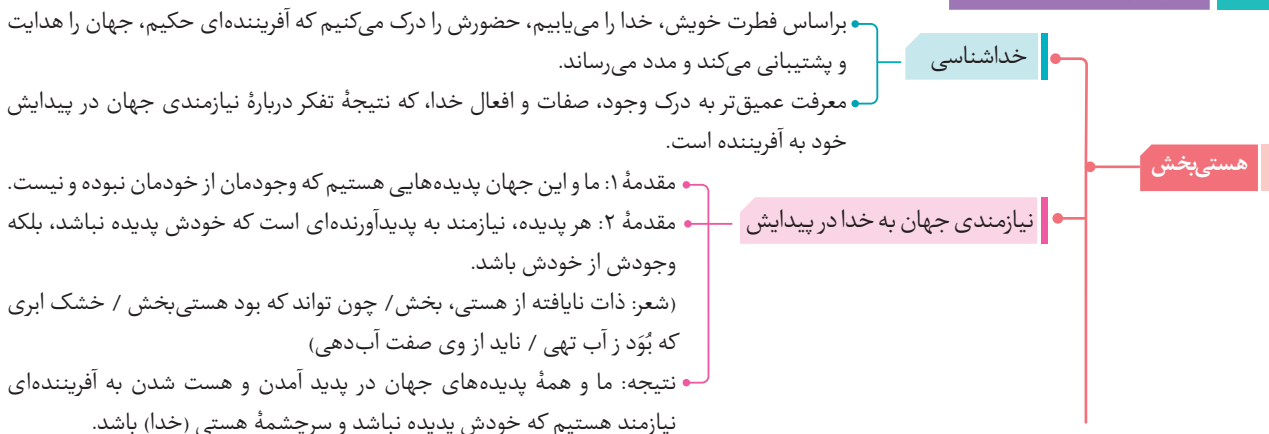 هستی‌بخش
خداشناسی
براساس فطرت خویش، خدا را می‌یابیم، حضورش را درک می‌کنیم که آفریننده‌ای حکیم، جهان را هدایت
و پشتیبانی می‌کند و مدد می‌رساند.
معرفت عمیق‌تر به درک وجود، صفات و افعال خدا، که نتیجۀ تفکر دربارۀ نیازمندی جهان در پیدایش
خود به آفریننده است.
نیازمندی جهان به خدا در پیدایش
مقدمۀ ۱: ما و این جهان پدیده‌هایی هستیم که وجودمان از خودمان نبوده و نیست.
مقدمۀ ۲: هر پدیده، نیازمند به پدیدآورنده‌ای است که خودش پدیده نباشد، بلکه
وجودش از خودش باشد.
(شعر: ذات نایافته از هستی، بخش/ چون تواند که بود هستی‌بخش / خشک ابری
که بُوَد ز آب تهی / ناید از وی صفت آب‌دهی)
نتیجه: ما و همۀ پدیده‌های جهان در پدید آمدن و هست شدن به آفریننده‌ای
نیازمند هستیم که خودش پدیده نباشد و سرچشمۀ هستی (خدا) باشد.